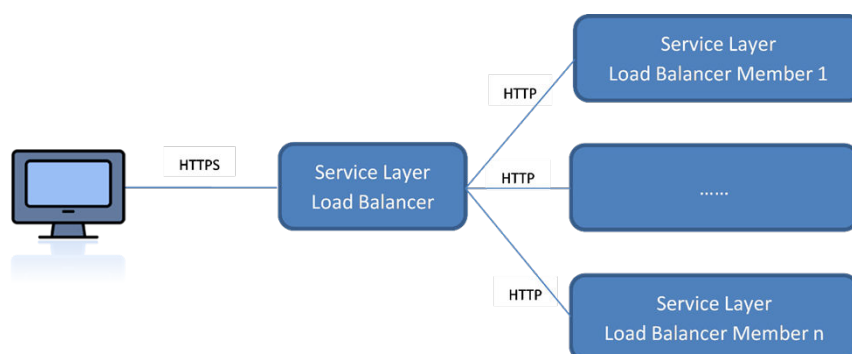 Service Layer
Load Balancer Member 1
HTTP
HTTPS
Service Layer
Load Balancer
HTTP
......
HTTP
Service Layer
Load Balancer Member n